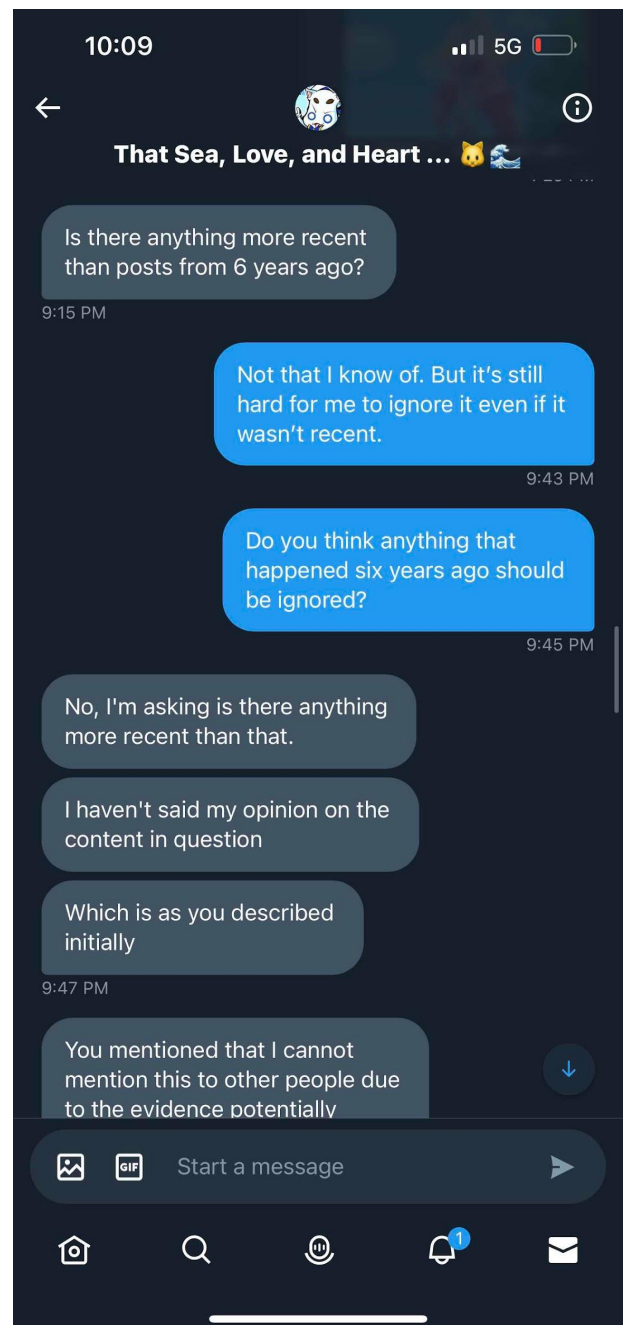 10:09
5G
That Sea, Love, and Heart ... 🐱🌊
Is there anything more recent
than posts from 6 years ago?
9:15 PM
Not that I know of. But it's still
hard for me to ignore it even if it
wasn't recent.
9:43 PM
Do you think anything that
happened six years ago should
be ignored?
9:45 PM
No, I'm asking is there anything
more recent than that.
I haven't said my opinion on the
content in question
Which is as you described
initially
9:47 PM
You mentioned that I cannot
mention this to other people due
to the evidence potentially
GIF
Start a message
1